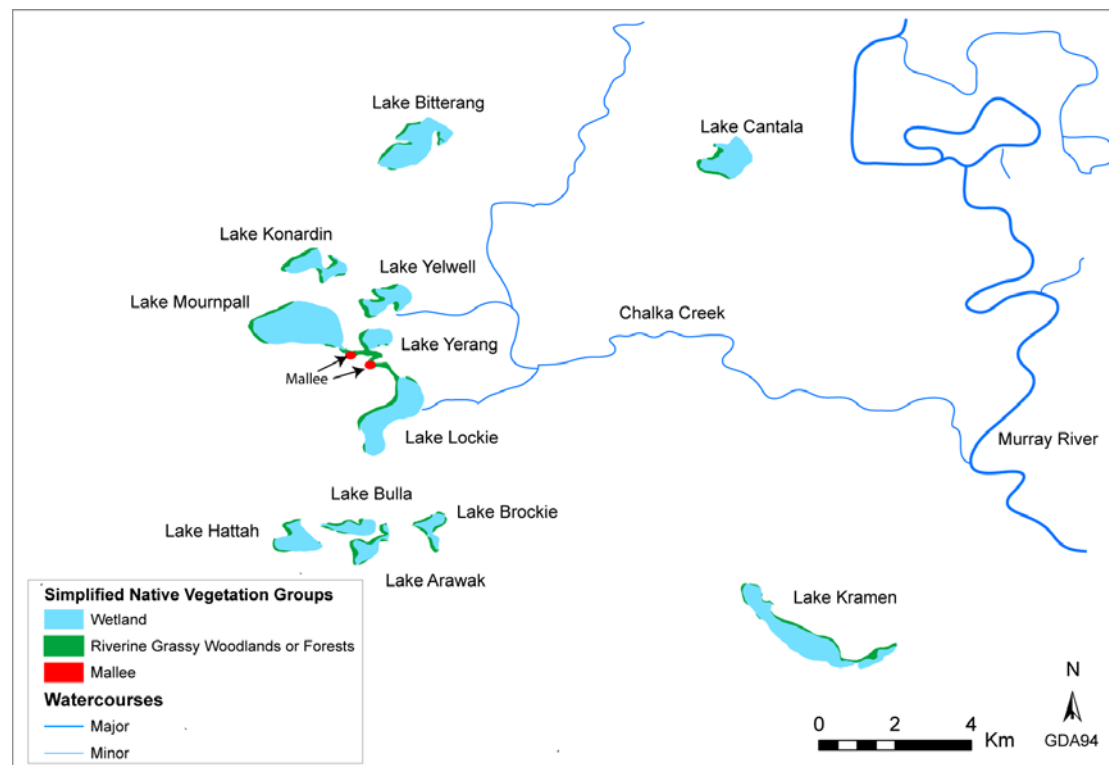 Lake Bitterang
Lake Cantala
Lake Konardin
Lake Yelwell
Lake Mournpall
Chalka Creek
Lake Yerang
Mallee
Lake Lockie
Murray River
Lake Bulla
Lake Brockie
Lake Hattah
Lake Arawak
Lake Kramen
Simplified Native Vegetation Groups
Wetland
Riverine Grassy Woodlands or Forests
Mallee
Watercourses
Major
Minor
0 2 4
Km
N
GDA94